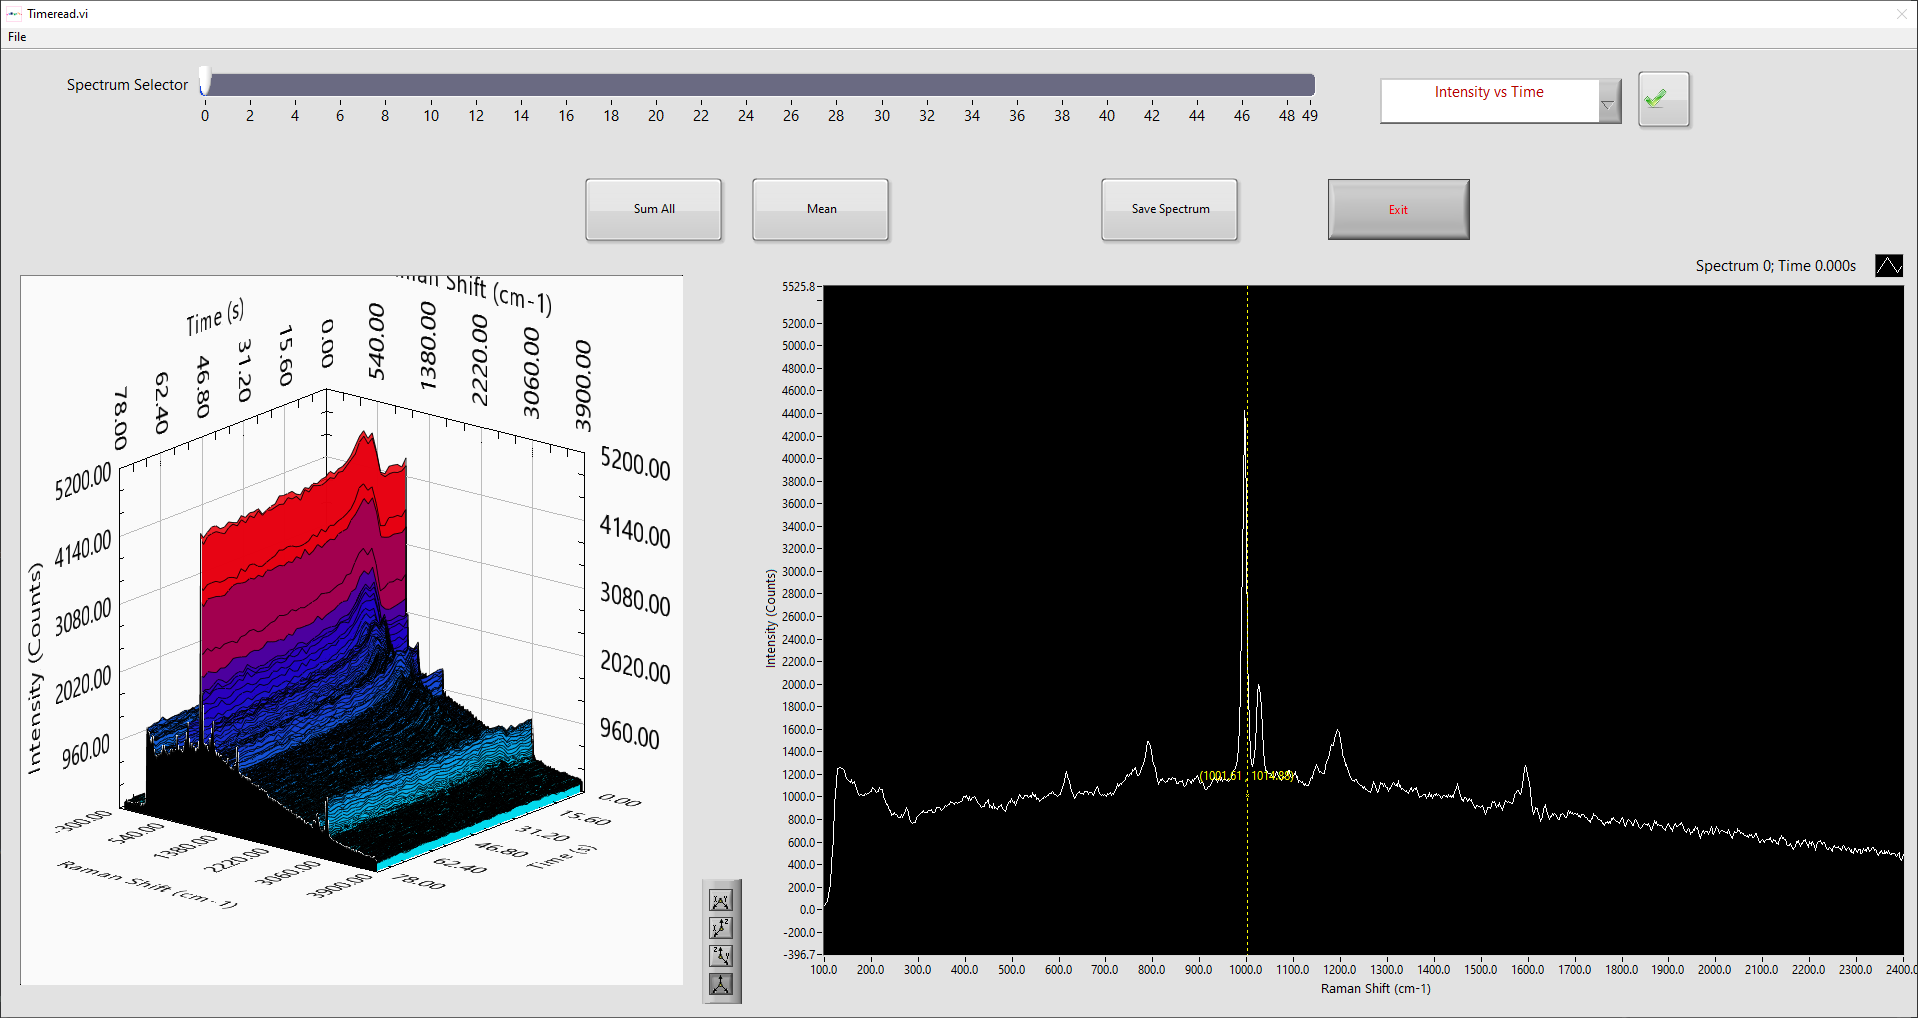 Timeread.vi
File
Spectrum Selector
0 2 4 6 8 10 12 14 16 18 20 22 24 26 28 30 32 34 36 38 40 42 44 46 48 49
Intensity vs Time
Sum All
Mean
Save Spectrum
Exit
Spectrum 0; Time 0.000s
Shift (cm-1)
Time (s)
78.00 62.40 46.80 31.20 15.60 0.00
540.00 1380.00 2220.00 3060.00 3900.00
Intensity (Counts)
5200.00
4140.00
3080.00
2020.00
960.00
5200.00
4140.00
3080.00
2020.00
960.00
-300.00 540.00 1380.00 2220.00 3060.00 3900.00
Raman Shift (cm-1)
78.00 62.40 46.80 31.20 15.60 0.00
Time (s)
Intensity (Counts)
5525.8
5200.0
5000.0
4800.0
4600.0
4400.0
4200.0
4000.0
3800.0
3600.0
3400.0
3200.0
3000.0
2800.0
2600.0
2400.0
2200.0
2000.0
1800.0
1600.0
1400.0
1200.0
1000.0
800.0
600.0
400.0
200.0
0.0
-200.0
-396.7
(1001.61 , 1014.88)
100.0 200.0 300.0 400.0 500.0 600.0 700.0 800.0 900.0 1000.0 1100.0 1200.0 1300.0 1400.0 1500.0 1600.0 1700.0 1800.0 1900.0 2000.0 2100.0 2200.0 2300.0 2400.0
Raman Shift (cm-1)